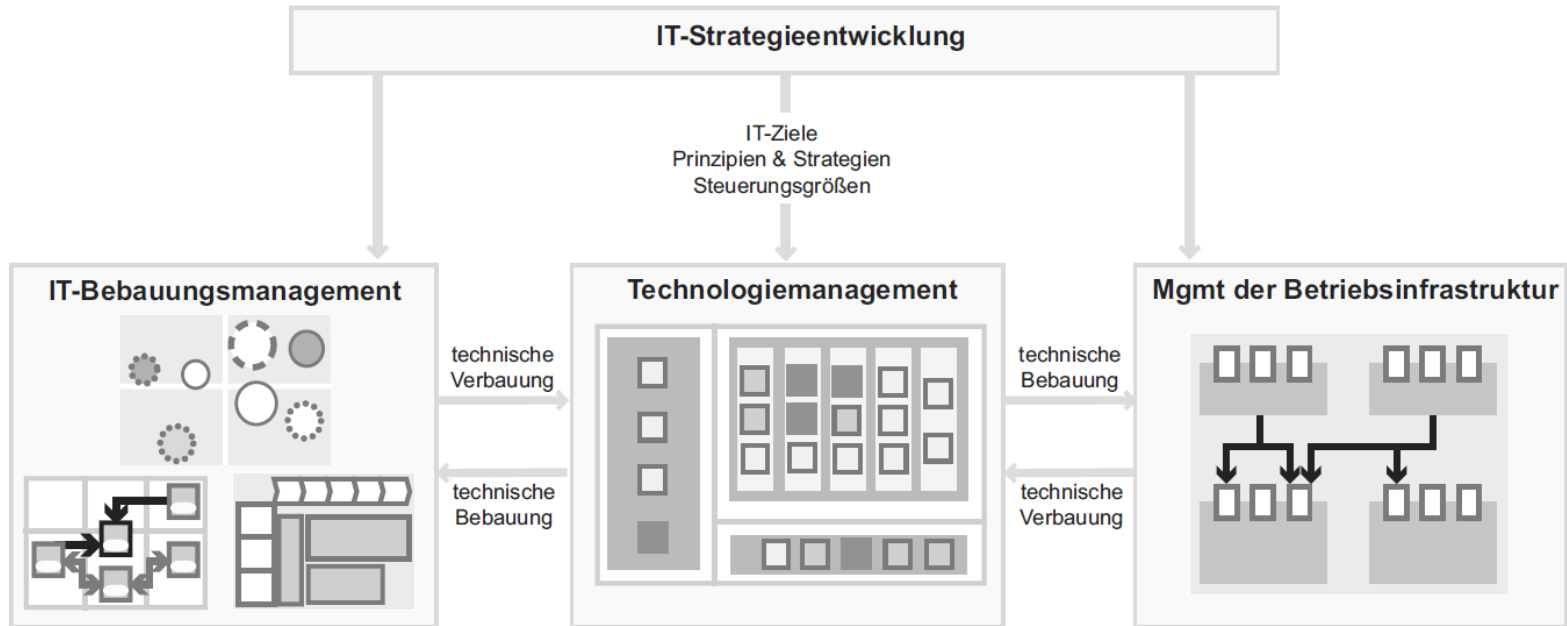 IT-Strategieentwicklung
IT-Ziele
Prinzipien & Strategien
Steuerungsgrößen
IT-Bebauungsmanagement
technische
Verbauung
technische
Bebauung
Technologiemanagement
technische
Bebauung
technische
Verbauung
Mgmt der Betriebsinfrastruktur